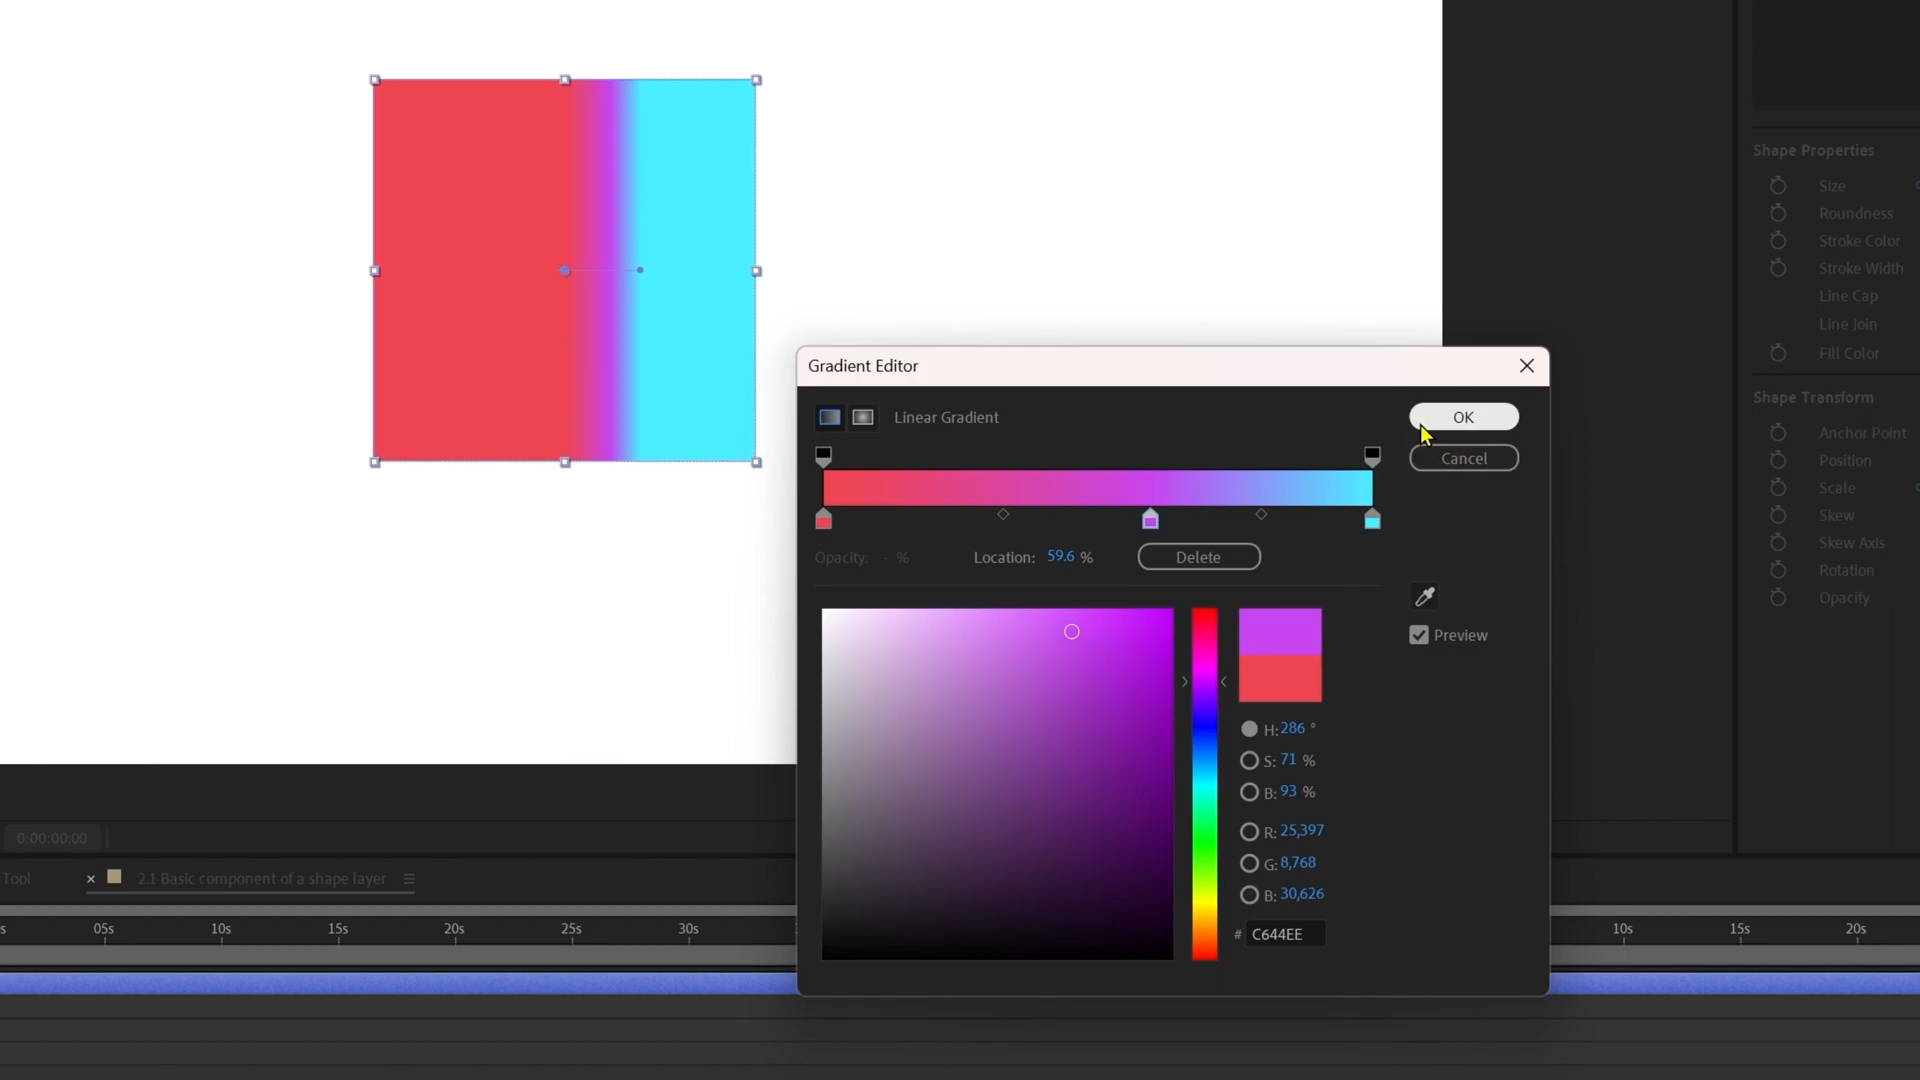 Shape Properties
Size
Roundness
Stroke Color
Stroke Width
Line Cap
Line Join
Fill Color
Shape Transform
Anchor Point
Position
Scale
Skew
Skew Axis
Rotation
Opacity
Gradient Editor
Linear Gradient
OK
Cancel
Opacity: - %
Location: 59.6 %
Delete
Preview
H: 286 °
S: 71 %
B: 93 %
R: 25,397
G: 8,768
B: 30,626
# C644EE
0:00:00:00
Tool
2.1 Basic component of a shape layer
s 05s 10s 15s 20s 25s 30s 10s 15s 20s